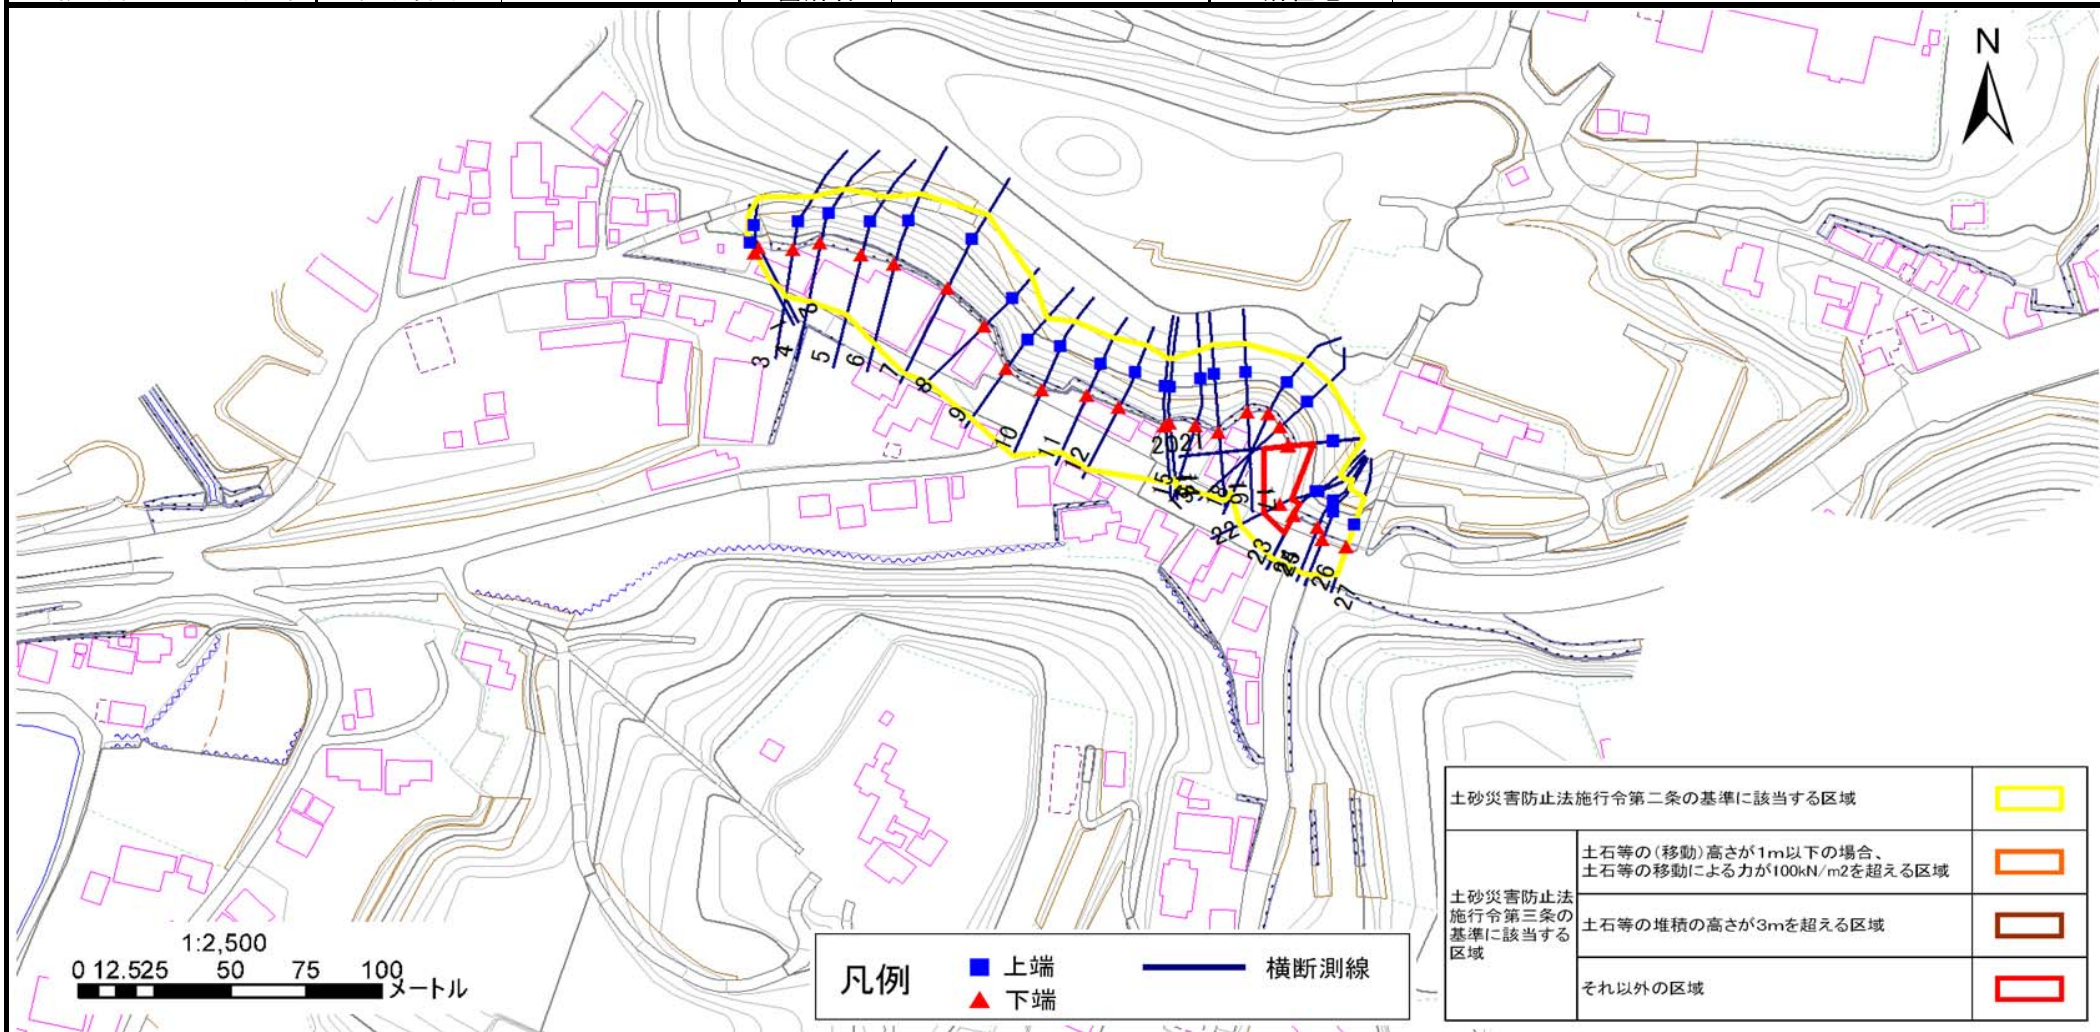 N
3
4
5
6
7
8
9
10
11
12
2021
15
16
17
22
23
26
27
土砂災害防止法施行令第二条の基準に該当する区域
土砂災害防止法
施行令第三条の
基準に該当する
区域
土石等の(移動)高さが1m以下の場合、
土石等の移動による力が100kN/m2を超える区域
土石等の堆積の高さが3mを超える区域
それ以外の区域
凡例
上端
下端
横断測線
1:2,500
0 12.525 50 75 100
メートル